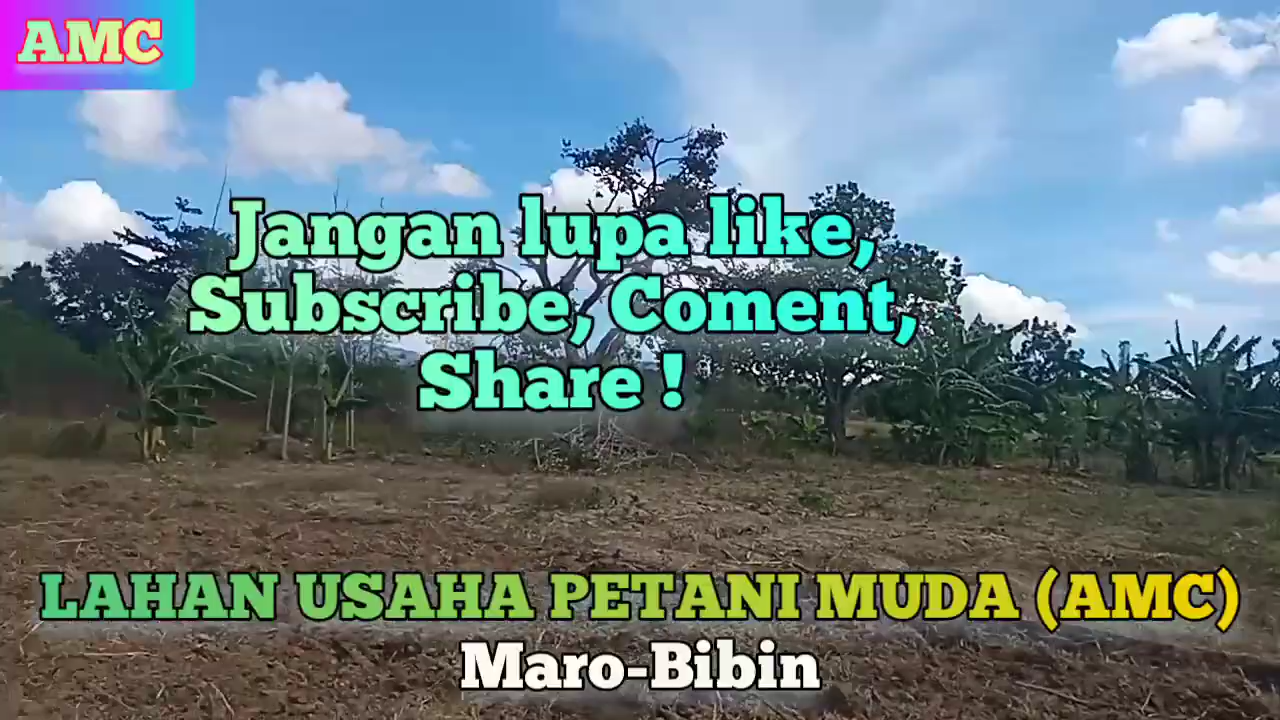 AMC
Jangan lupa like,
Subscribe, Coment,
Share !
LAHAN USAHA PETANI MUDA (AMC)
Maro-Bibin